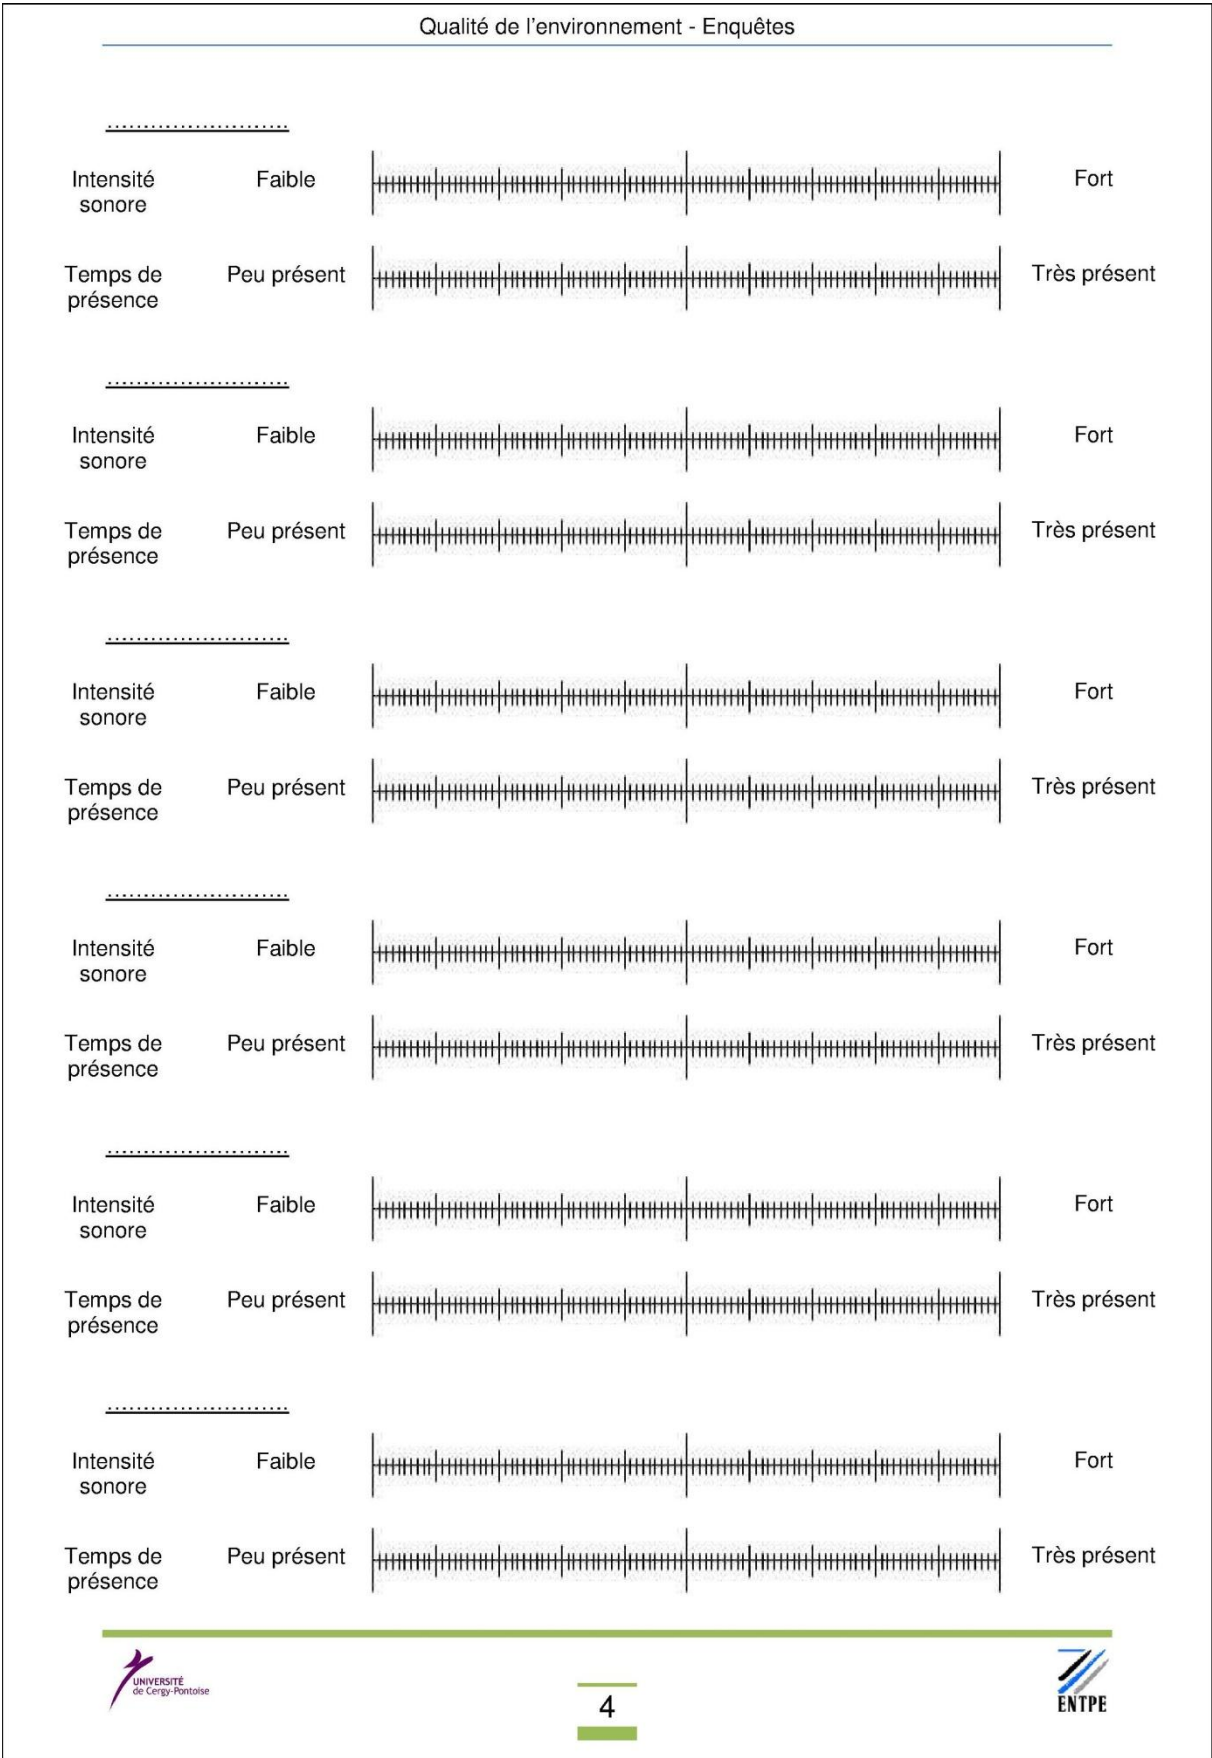 Qualité de l'environnement - Enquêtes
.........................
Intensité sonore Faible Fort
Temps de présence Peu présent Très présent
.........................
Intensité sonore Faible Fort
Temps de présence Peu présent Très présent
.........................
Intensité sonore Faible Fort
Temps de présence Peu présent Très présent
.........................
Intensité sonore Faible Fort
Temps de présence Peu présent Très présent
.........................
Intensité sonore Faible Fort
Temps de présence Peu présent Très présent
.........................
Intensité sonore Faible Fort
Temps de présence Peu présent Très présent
UNIVERSITÉ
de Cergy-Pontoise
4
ENTPE